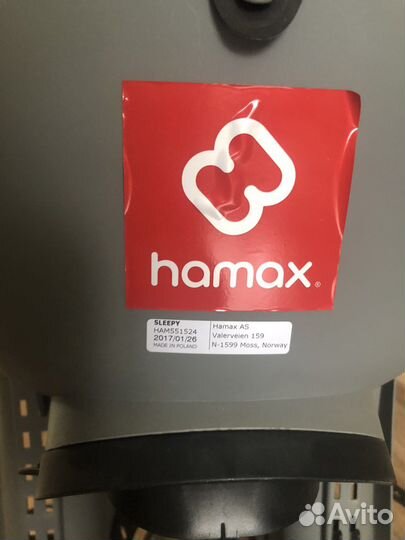 hamax®
SLEEPY
HAM551524
2017/01/26
MADE IN POLAND
Hamax AS
Valerveien 159
N-1599 Moss, Norway
Avito